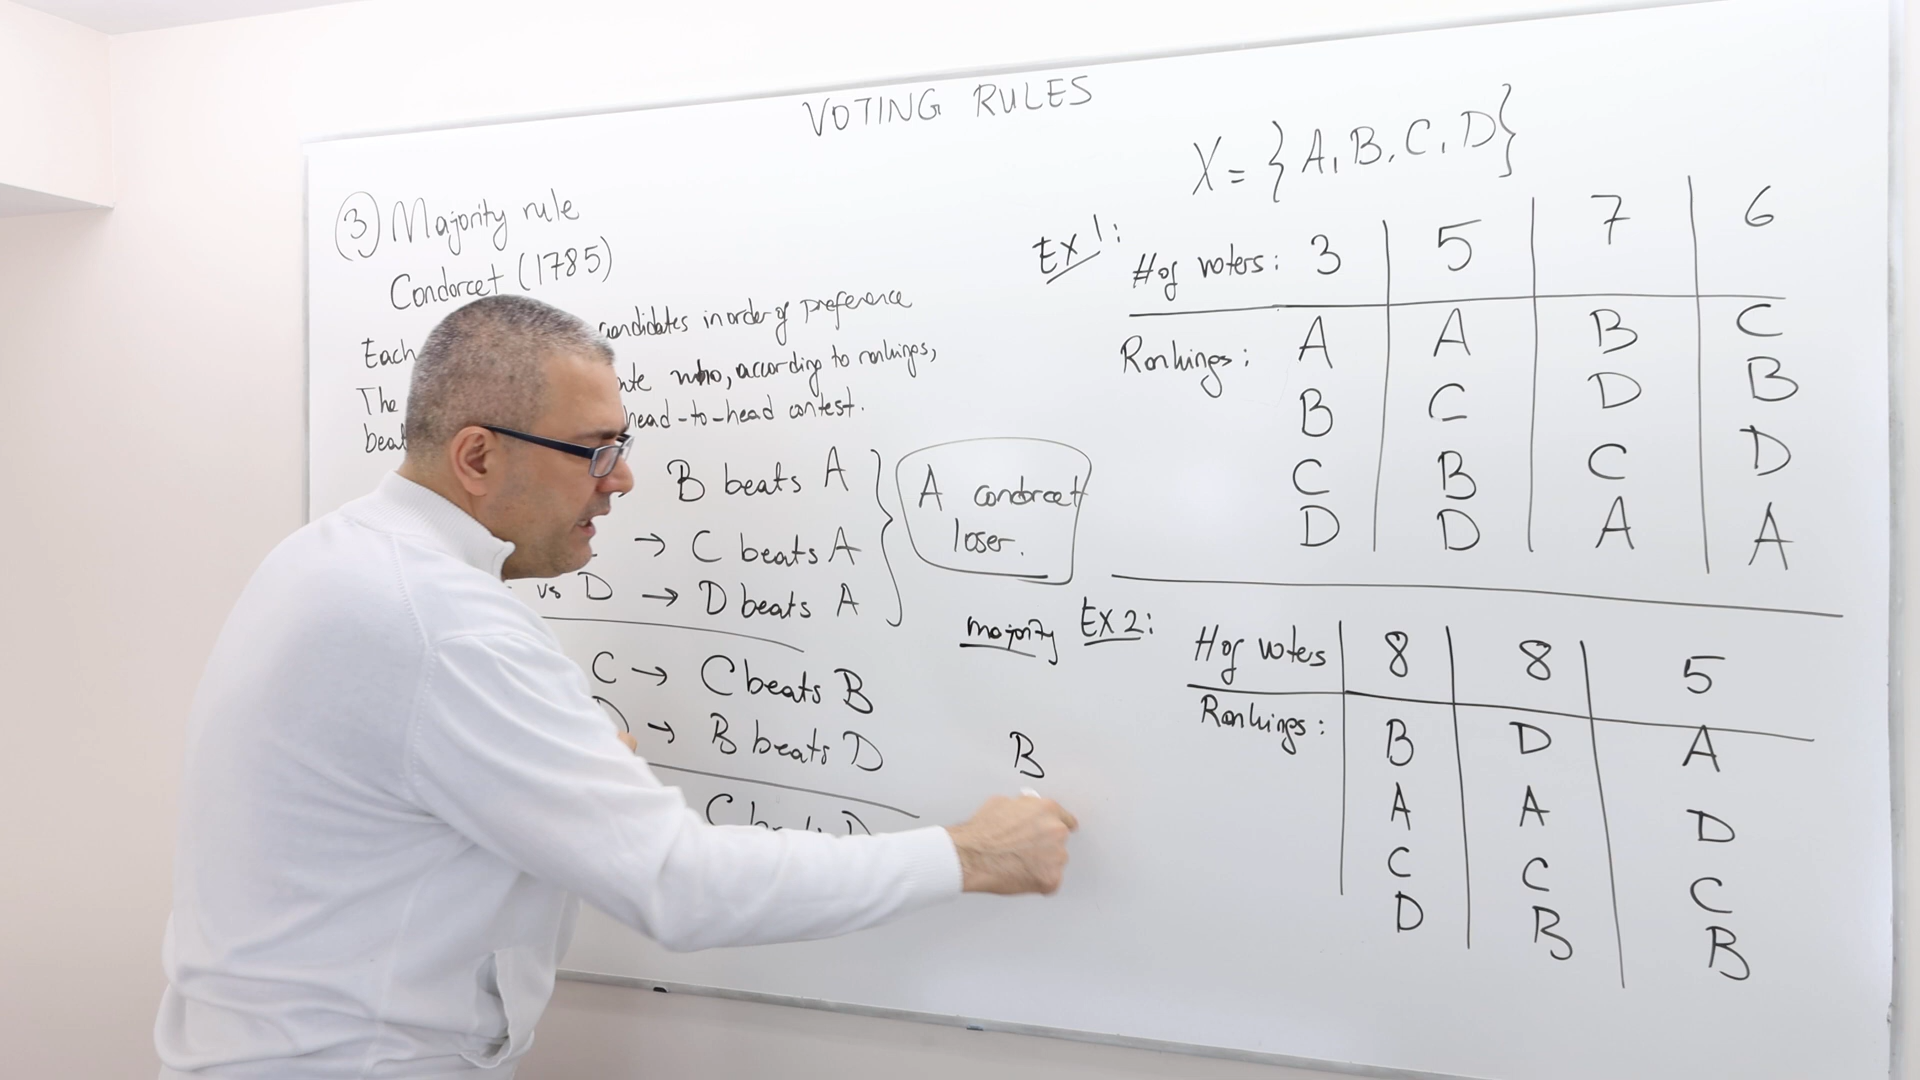 VOTING RULES
③ Majority rule
Condorcet (1785)
Each candidates in order of preference
The who, according to rankings,
beat head-to-head contest.
B beats A
→ C beats A
vs D → D beats A
A condorcet
loser.
C → C beats B
→ B beats D
C D
majority
B
X = {A, B, C, D}
EX 1:
# of voters: 3 5 7 6
Rankings: A A B C
B C D B
C B C D
D D A A
EX 2:
# of voters 8 8 5
Rankings: B D A
A A D
C C C
D B B